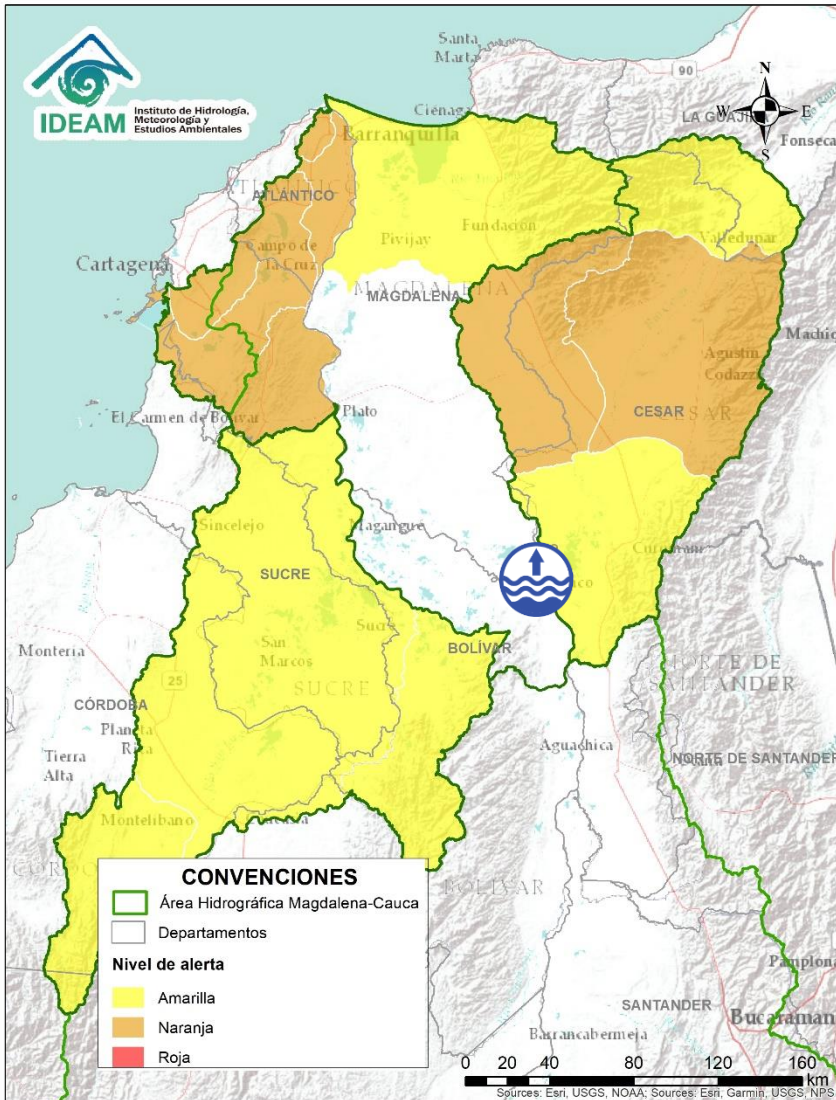 IDEAM
Instituto de Hidrología,
Meteorología y
Estudios Ambientales
Santa
Marta
90
N
W
E
S
LA GUAJI
Fonseca
Ciénaga
Barranquilla
ATLÁNTICO
Cartagena
Campo de
la Cruz
Pivijay
Fundación
Valledupar
MAGDALENA
Agustín
Codazzi
CESAR
CESAR
El Carmen de Bolívar
Plato
Sincelejo
Magangué
SUCRE
Sucre
San
Marcos
SUCRE
BOLÍVAR
Montería
25
CÓRDOBA
Planeta
Rica
Tierra
Alta
Aguachica
NORTE DE
SANTANDER
NORTE DE SANTANDER
Montelíbano
BOLÍVAR
CONVENCIONES
Área Hidrográfica Magdalena-Cauca
Departamentos
Nivel de alerta
Amarilla
Naranja
Roja
Pamplona
SANTANDER
Bucaraman
Barrancabermeja
0 20 40 80 120 160
km
Sources: Esri, USGS, NOAA; Sources: Esri, Garmin, USGS, NPS